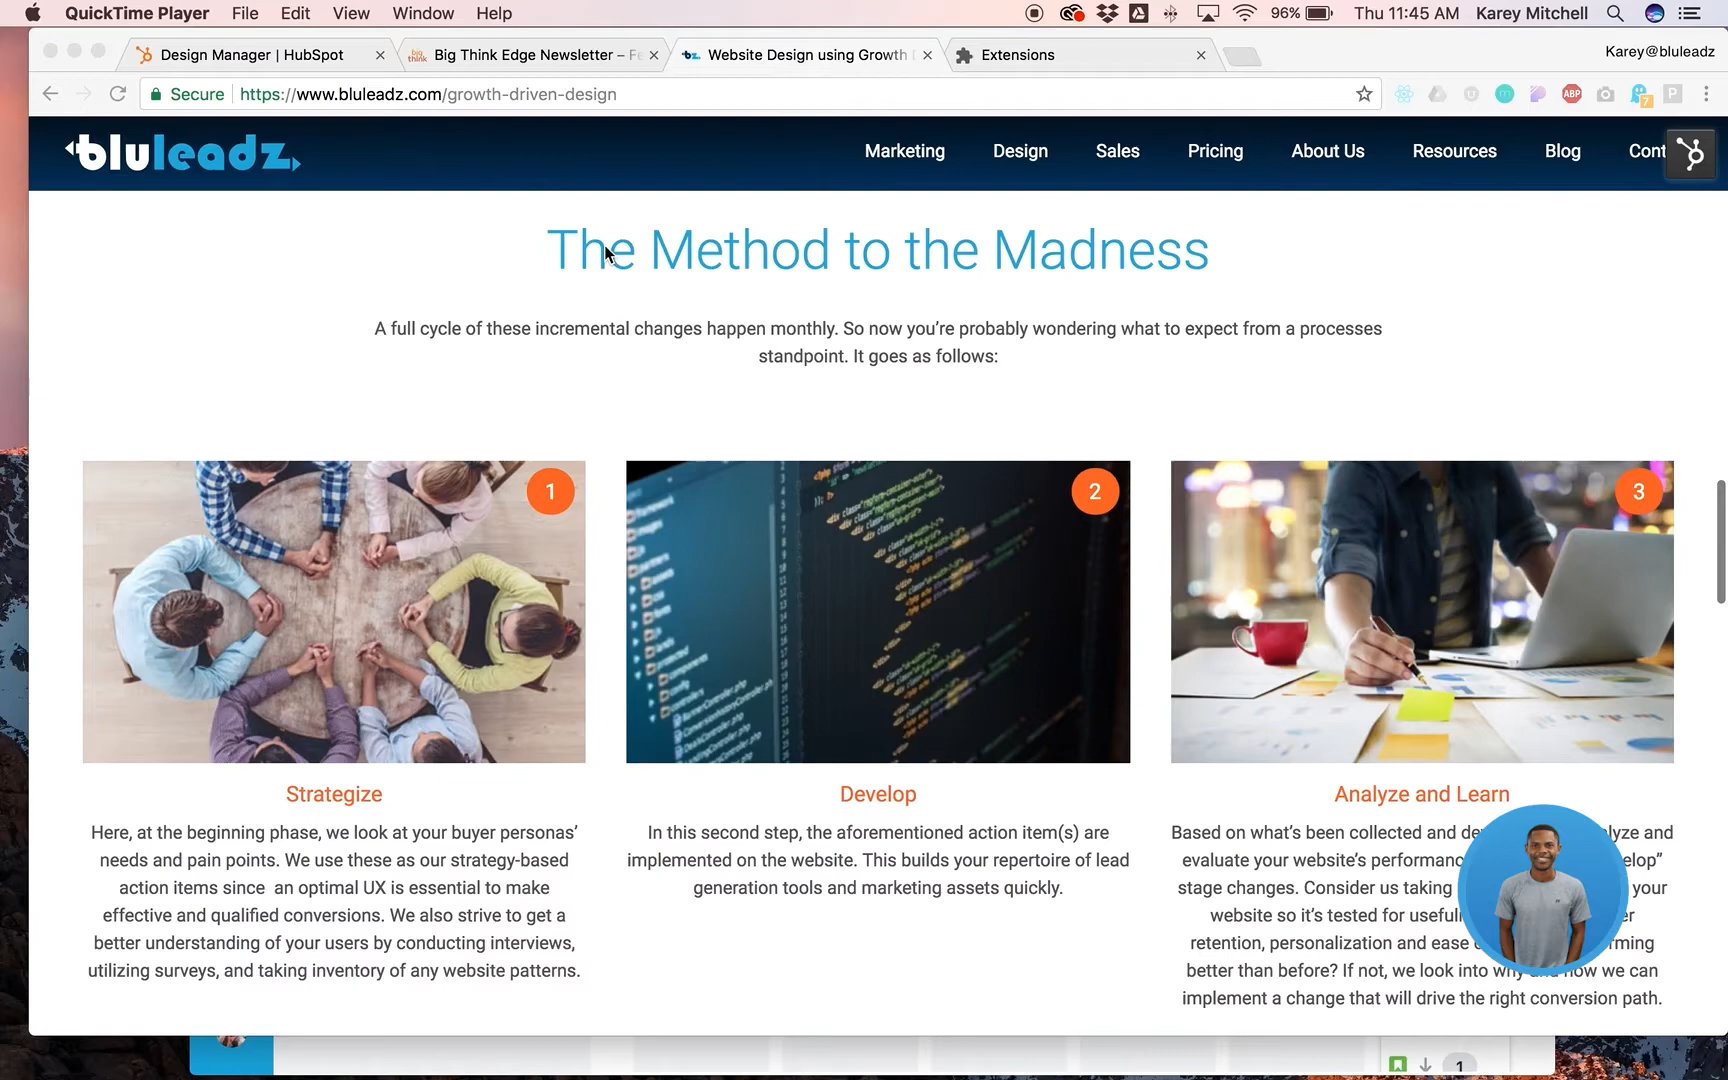 QuickTime Player File Edit View Window Help 96% Thu 11:45 AM Karey Mitchell
Design Manager | HubSpot Big Think Edge Newsletter – Fe Website Design using Growth Extensions Karey@bluleadz
Secure https://www.bluleadz.com/growth-driven-design ABP 7 P
bluleadz Marketing Design Sales Pricing About Us Resources Blog Cont
The Method to the Madness
A full cycle of these incremental changes happen monthly. So now you're probably wondering what to expect from a processes
standpoint. It goes as follows:
1
2
3
Strategize
Here, at the beginning phase, we look at your buyer personas'
needs and pain points. We use these as our strategy-based
action items since an optimal UX is essential to make
effective and qualified conversions. We also strive to get a
better understanding of your users by conducting interviews,
utilizing surveys, and taking inventory of any website patterns.
Develop
In this second step, the aforementioned action item(s) are
implemented on the website. This builds your repertoire of lead
generation tools and marketing assets quickly.
Analyze and Learn
Based on what's been collected and de lyze and
evaluate your website's performanc elop"
stage changes. Consider us taking your
website so it's tested for usefull er
retention, personalization and ease rming
better than before? If not, we look into why and how we can
implement a change that will drive the right conversion path.
1